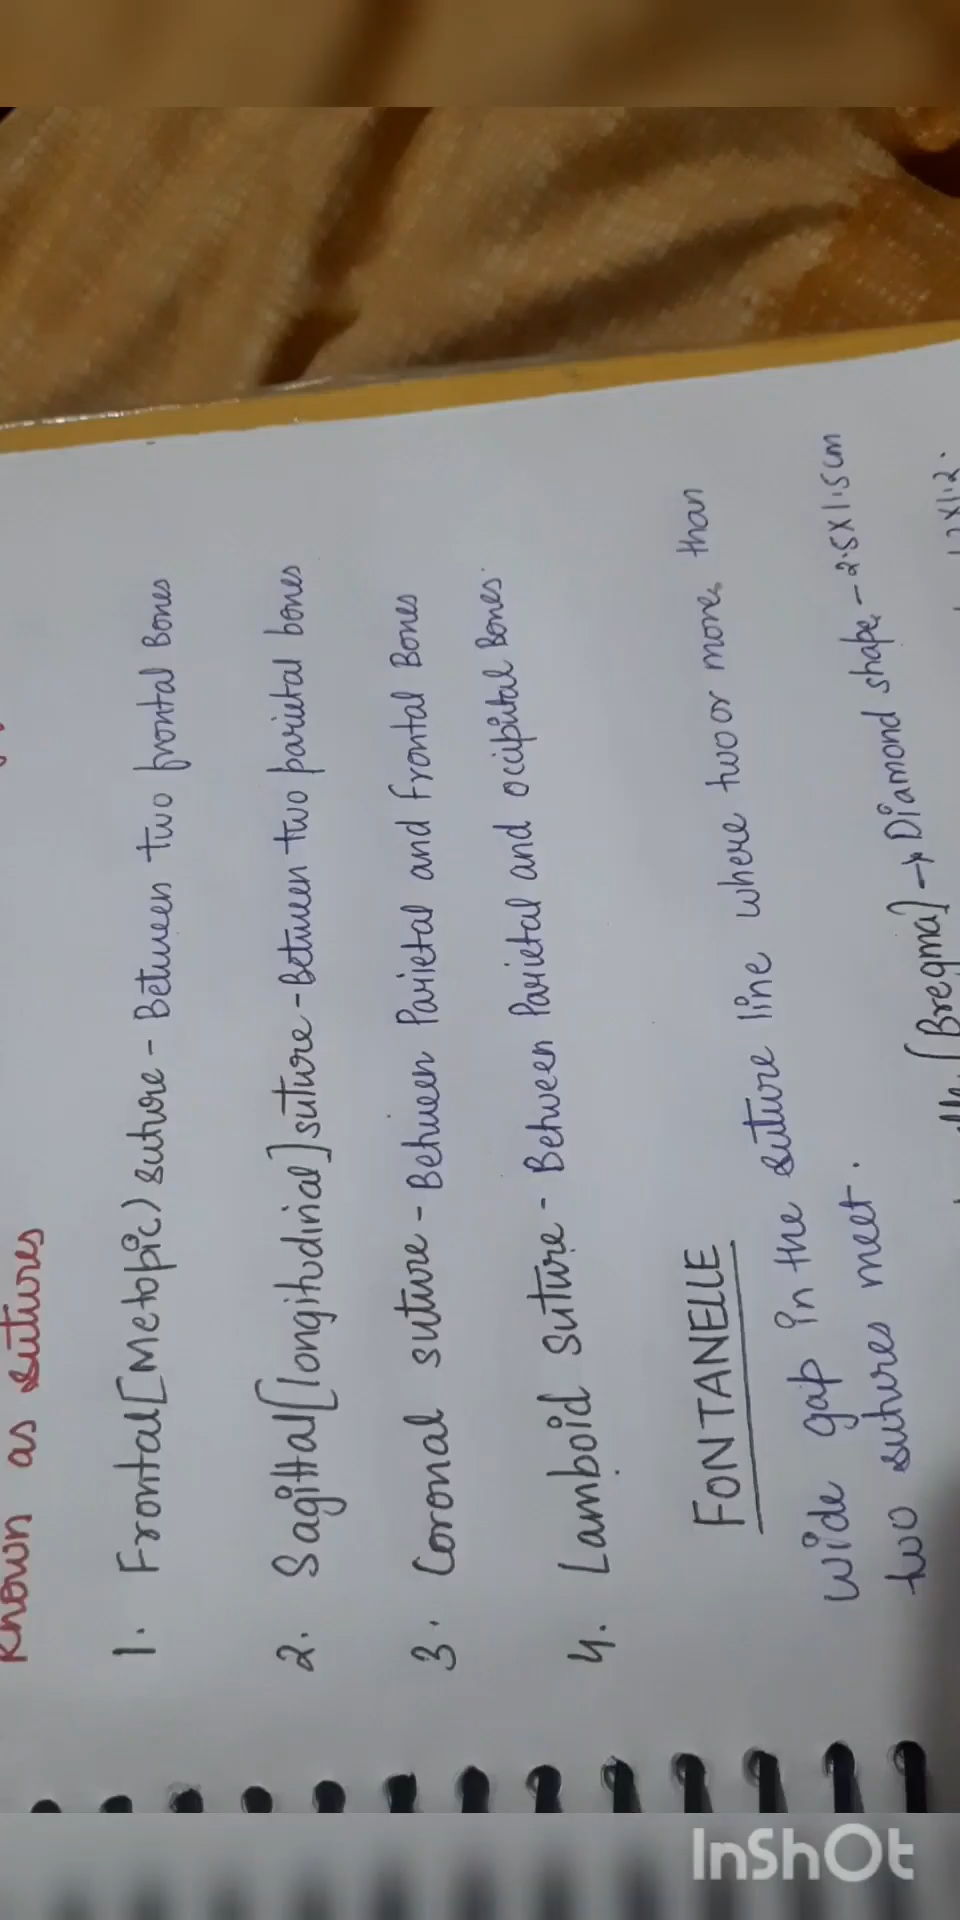 Known as sutures
1. Frontal [Metopic) suture - Between two frontal Bones
2. Sagittal [longitudinal] suture - Between two parietal bones
3. Coronal suture - Between Parietal and Frontal Bones
4. Lamboid suture - Between Parietal and occipital Bones.
FONTANELLE
Wide gap in the suture line where two or more than
two sutures meet.
[Bregma] → Diamond shape - 2.5 X 1.5 cm
X 1.2.
InShOt